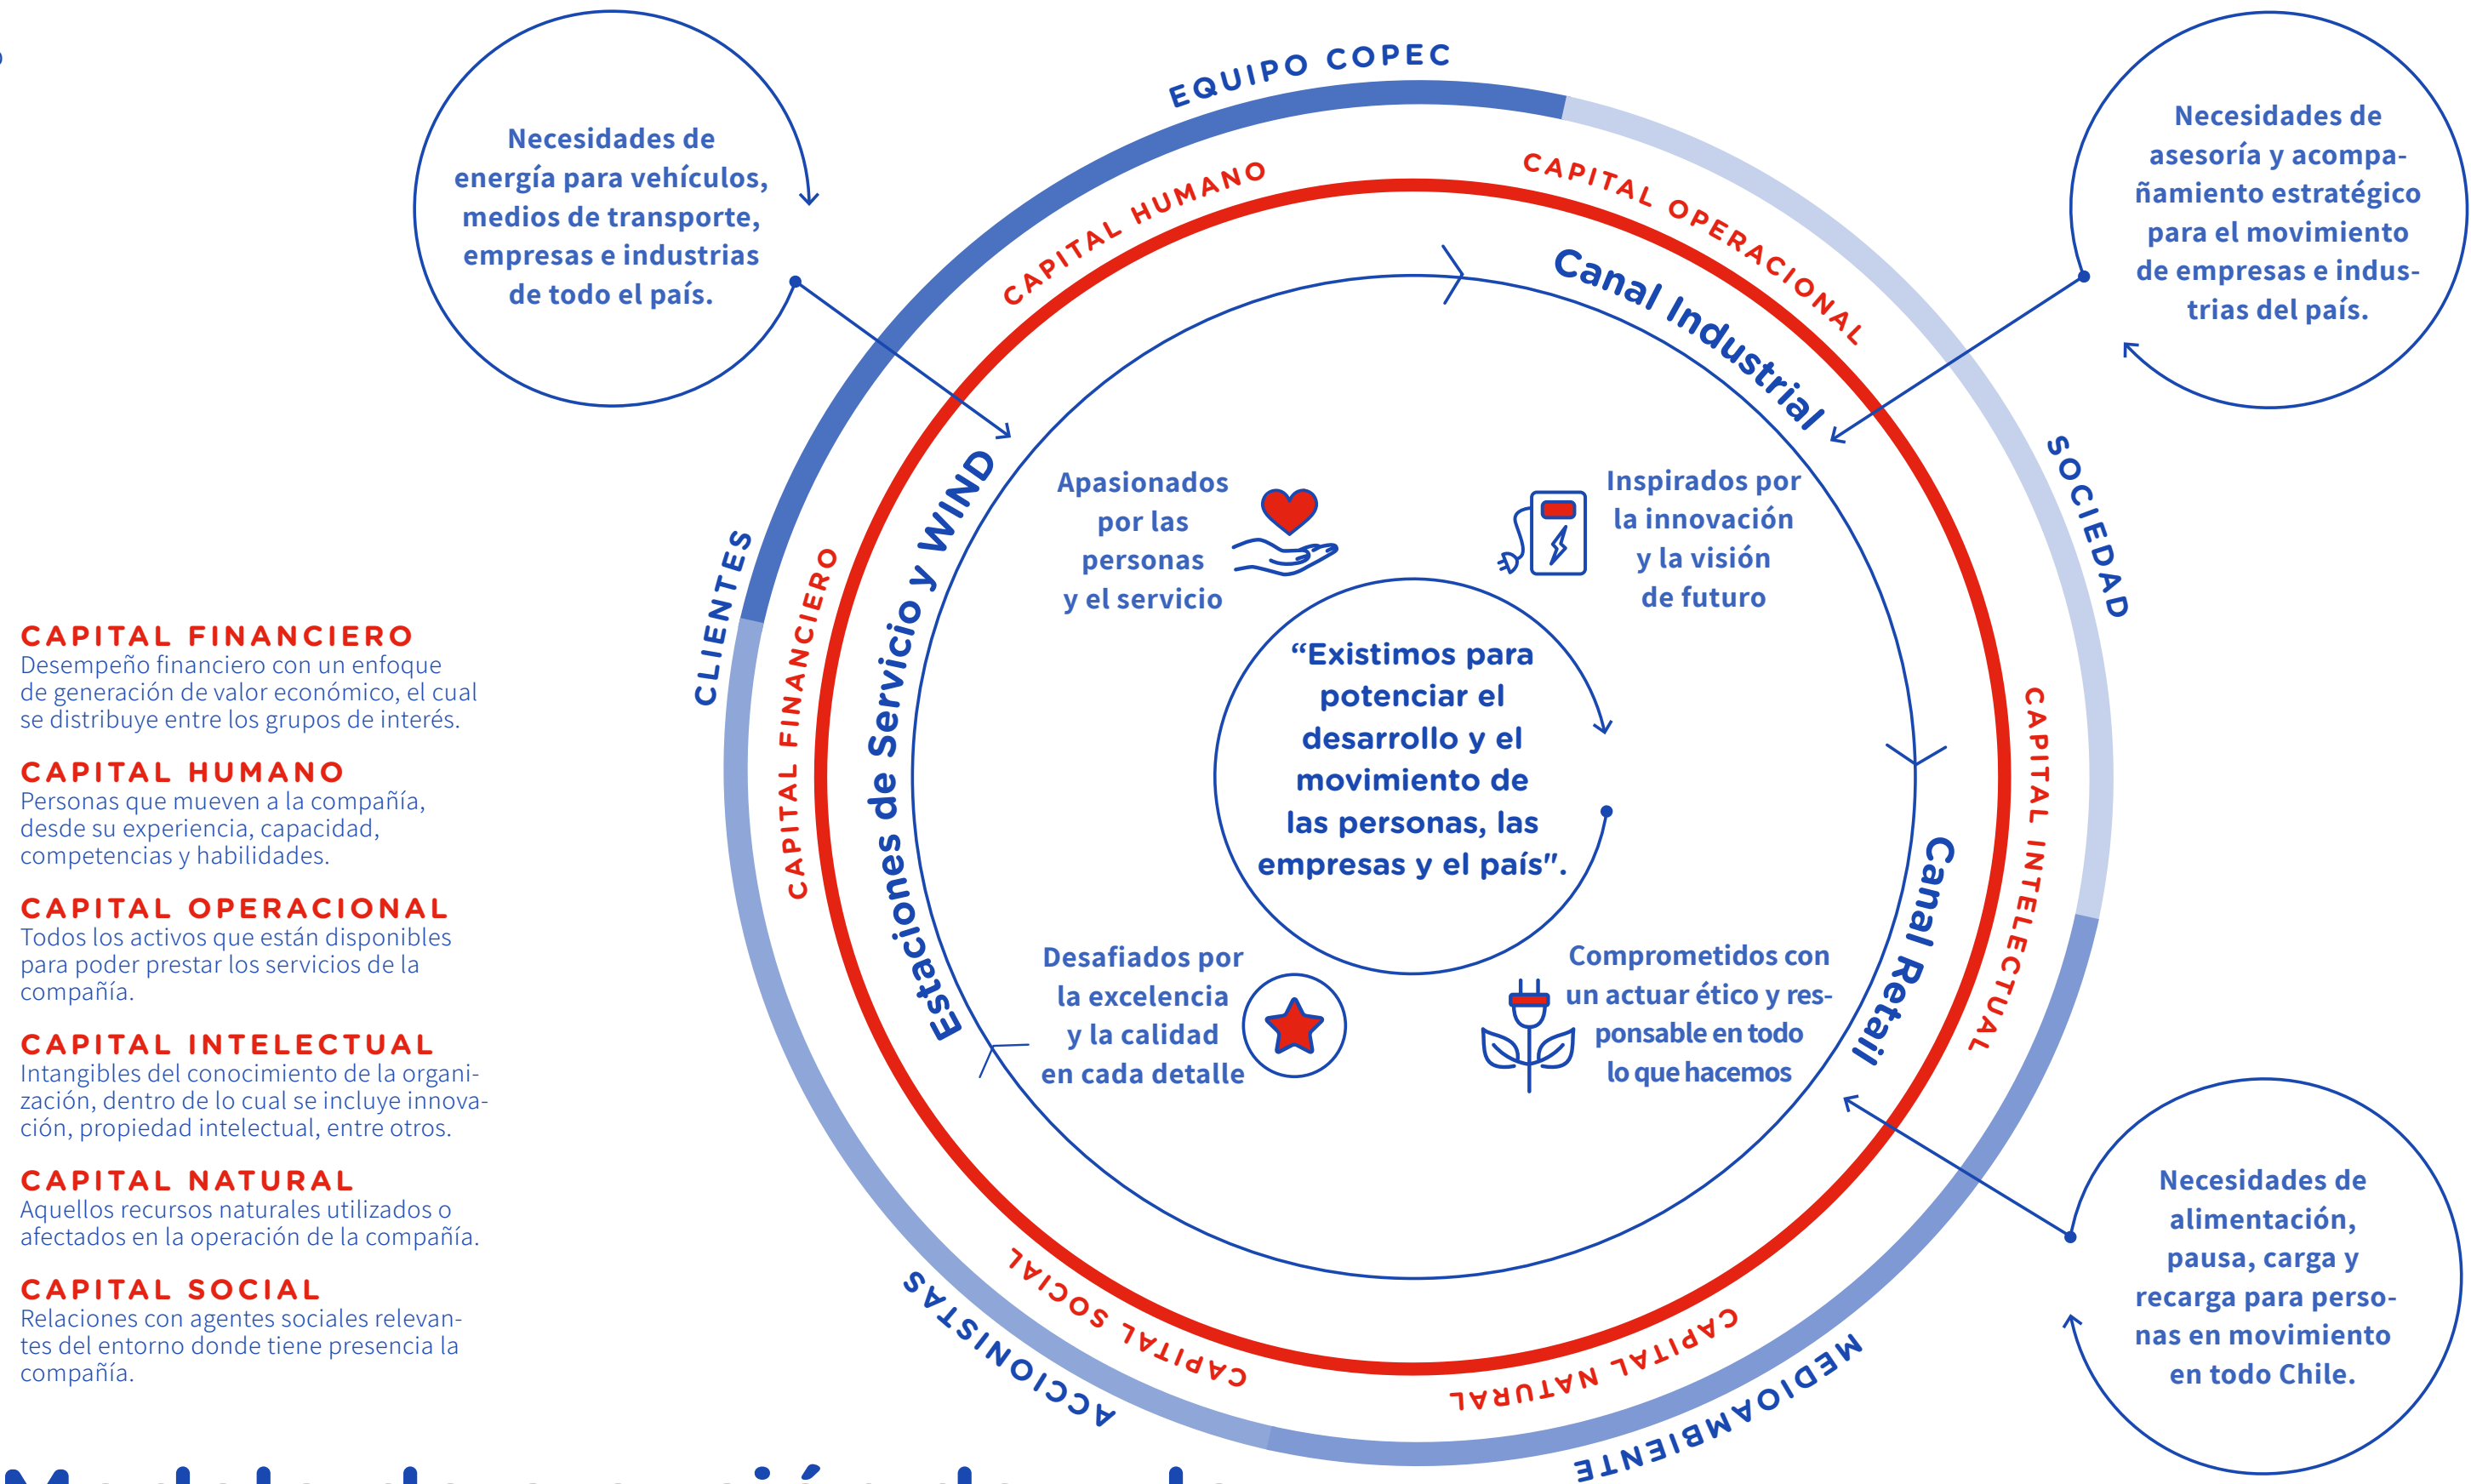 EQUIPO COPEC
Necesidades de
energía para vehículos,
medios de transporte,
empresas e industrias
de todo el país.
Necesidades de
asesoría y acompa-
ñamiento estratégico
para el movimiento
de empresas e indus-
trias del país.
CAPITAL HUMANO
CAPITAL OPERACIONAL
Canal Industrial
SOCIEDAD
CLIENTES
CAPITAL FINANCIERO
Estaciones de Servicio y WIND
Apasionados
por las
personas
y el servicio
Inspirados por
la innovación
y la visión
de futuro
“Existimos para
potenciar el
desarrollo y el
movimiento de
las personas, las
empresas y el país”.
CAPITAL INTELECTUAL
Canal Retail
Desafiados por
la excelencia
y la calidad
en cada detalle
Comprometidos con
un actuar ético y res-
ponsable en todo
lo que hacemos
CAPITAL SOCIAL
CAPITAL NATURAL
ACCIONISTAS
MEDIOAMBIENTE
Necesidades de
alimentación,
pausa, carga y
recarga para perso-
nas en movimiento
en todo Chile.
CAPITAL FINANCIERO
Desempeño financiero con un enfoque
de generación de valor económico, el cual
se distribuye entre los grupos de interés.
CAPITAL HUMANO
Personas que mueven a la compañía,
desde su experiencia, capacidad,
competencias y habilidades.
CAPITAL OPERACIONAL
Todos los activos que están disponibles
para poder prestar los servicios de la
compañía.
CAPITAL INTELECTUAL
Intangibles del conocimiento de la organi-
zación, dentro de lo cual se incluye innova-
ción, propiedad intelectual, entre otros.
CAPITAL NATURAL
Aquellos recursos naturales utilizados o
afectados en la operación de la compañía.
CAPITAL SOCIAL
Relaciones con agentes sociales relevan-
tes del entorno donde tiene presencia la
compañía.